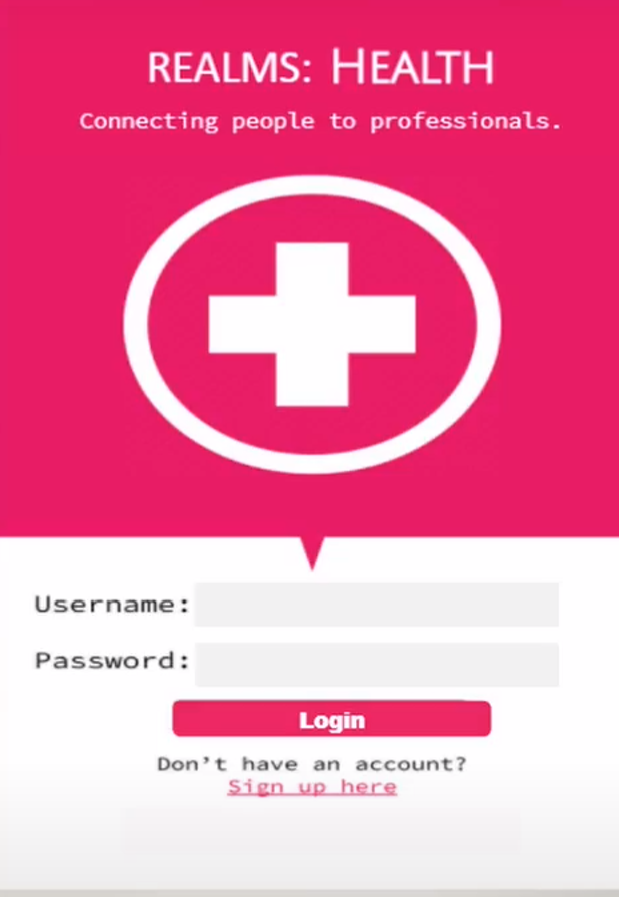 REALMS: HEALTH
Connecting people to professionals.
Username:
Password:
Login
Don’t have an account?
Sign up here